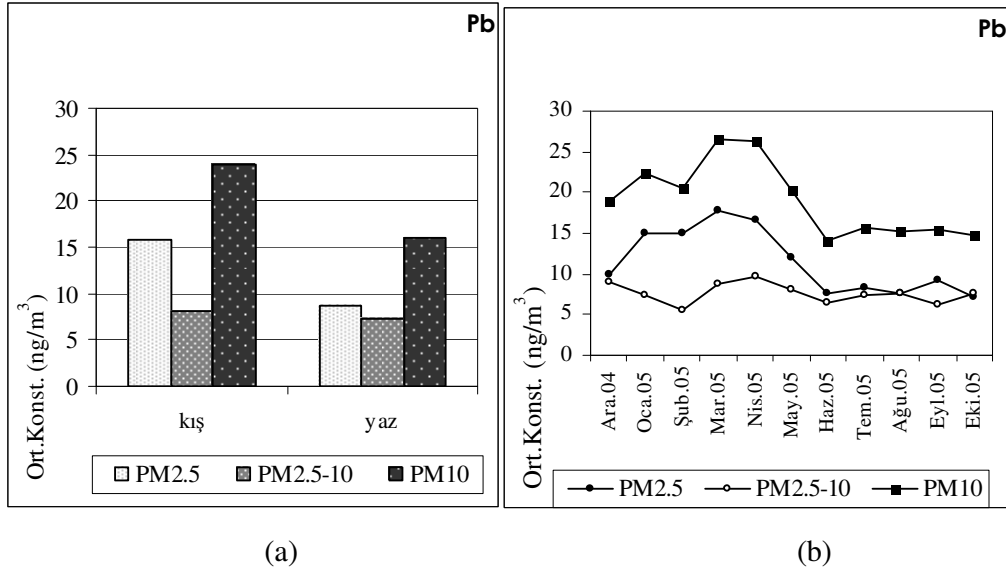 Pb
30
25
20
15
10
5
0
Ort.Konst. (ng/m³)
kış
yaz
PM2.5
PM2.5-10
PM10
(a)
Pb
30
25
20
15
10
5
0
Ort.Konst. (ng/m³)
Ara.04
Oca.05
Şub.05
Mar.05
Nis.05
May.05
Haz.05
Tem.05
Ağu.05
Eyl.05
Eki.05
PM2.5
PM2.5-10
PM10
(b)